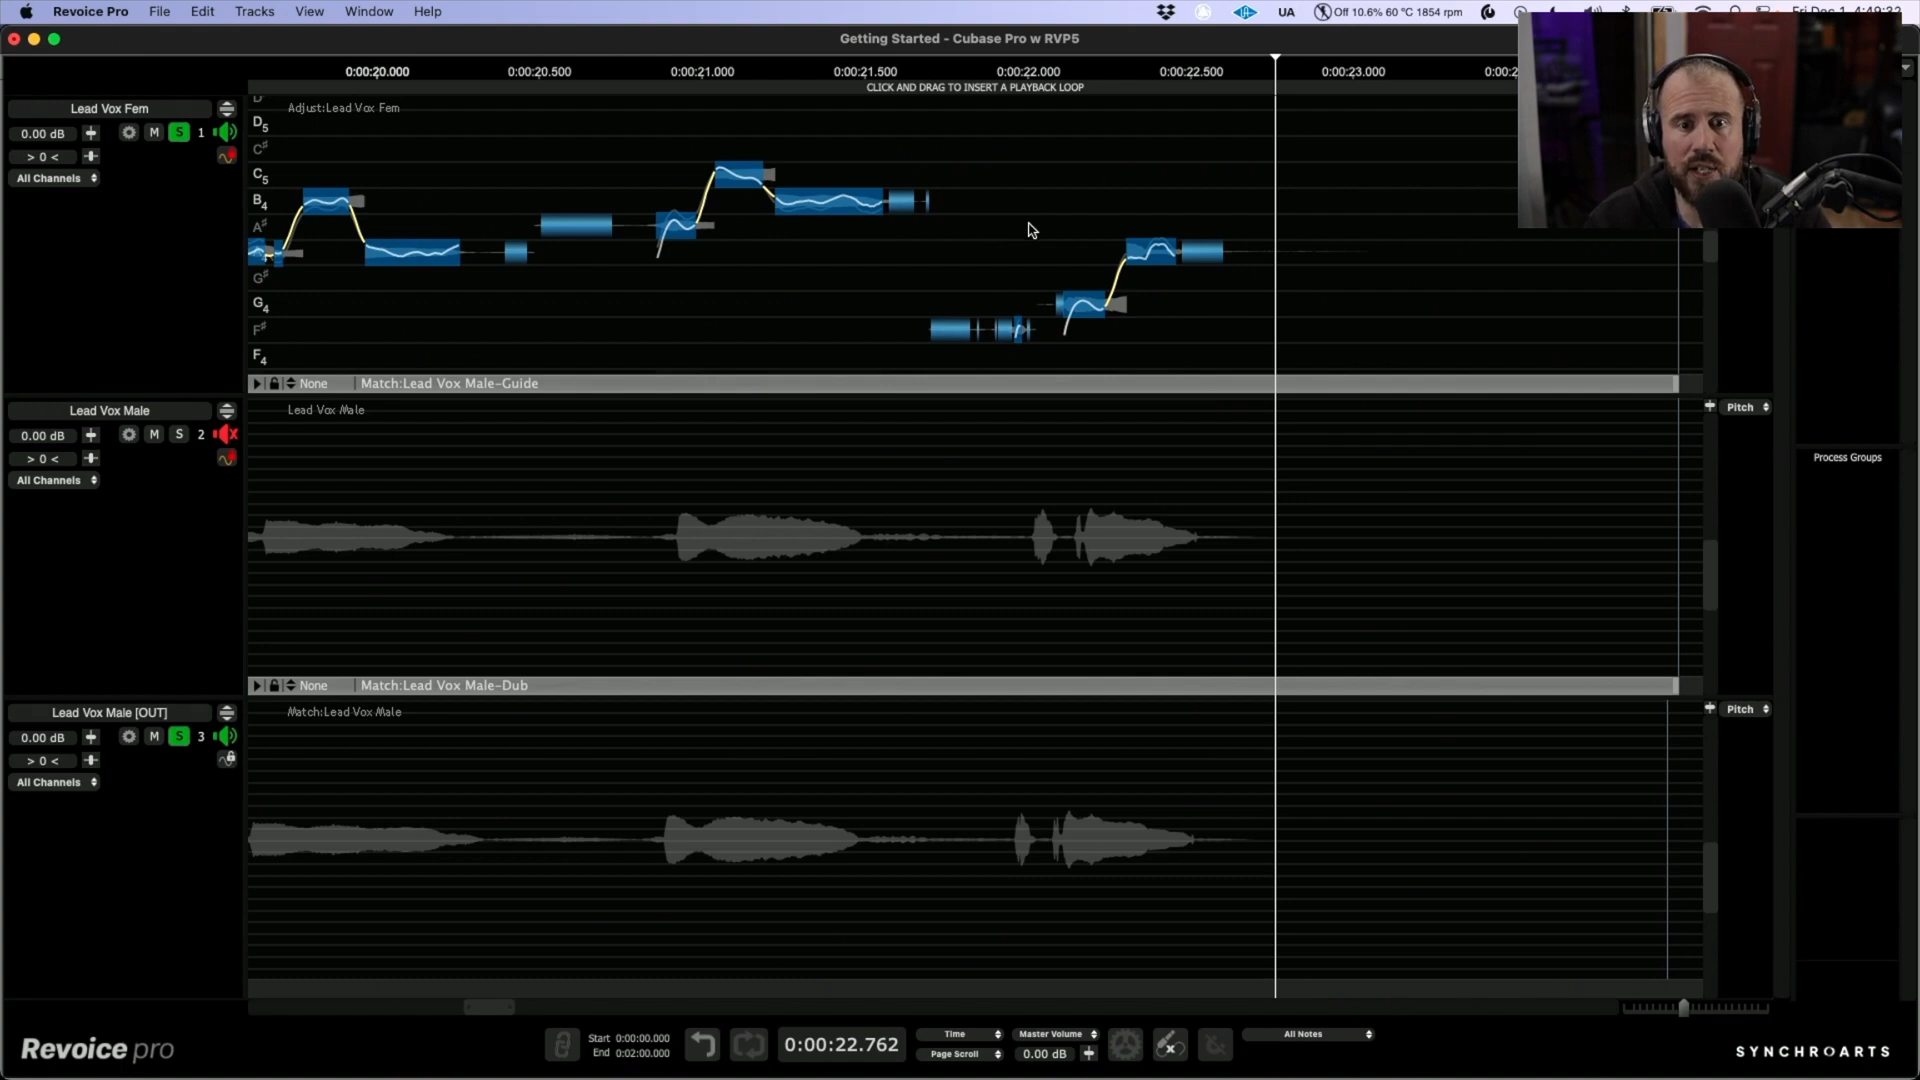 Revoice Pro File Edit Tracks View Window Help UA Off 10.6% 60 °C 1854 rpm Fri Dec 1 4:49:32
Getting Started - Cubase Pro w RVP5
0:00:20.000 0:00:20.500 0:00:21.000 0:00:21.500 0:00:22.000 0:00:22.500 0:00:23.000
CLICK AND DRAG TO INSERT A PLAYBACK LOOP
Lead Vox Fem
Adjust:Lead Vox Fem
0.00 dB M S 1
> 0 <
All Channels
D5
C#
C5
B4
A#
G#
G4
F#
F4
None Match:Lead Vox Male-Guide
Lead Vox Male
Lead Vox Male
Pitch
0.00 dB M S 2
> 0 <
All Channels
Process Groups
None Match:Lead Vox Male-Dub
Lead Vox Male [OUT]
Match:Lead Vox Male
Pitch
0.00 dB M S 3
> 0 <
All Channels
Revoice pro
Start 0:00:00.000
End 0:02:00.000
0:00:22.762
Time
Page Scroll
Master Volume
0.00 dB
All Notes
SYNCHROARTS